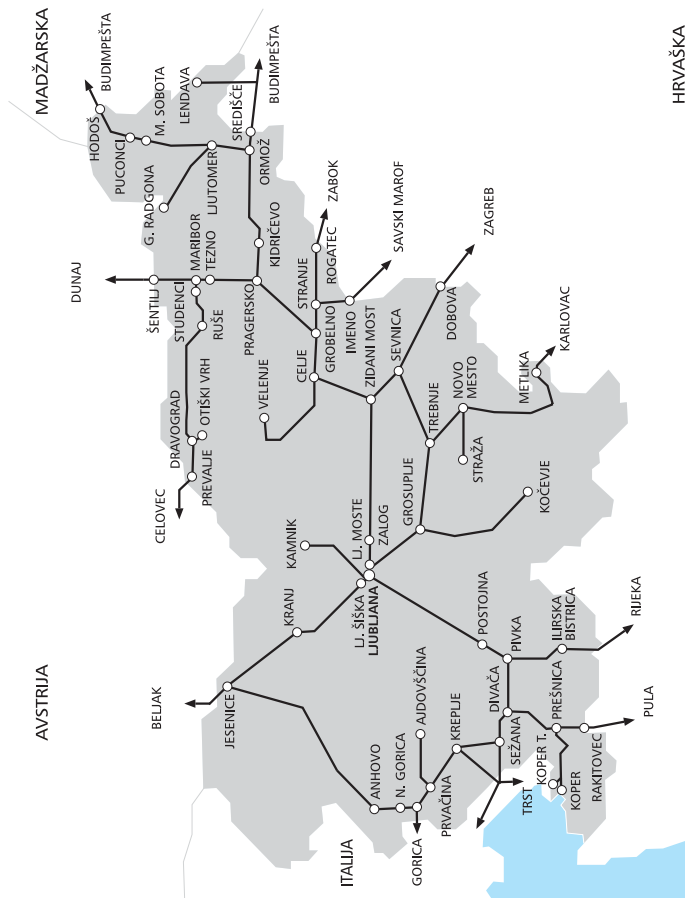 MADŽARSKA
BUDIMPEŠTA
HODOŠ
PUCONCI
M. SOBOTA
LENDAVA
SREDIŠČE
BUDIMPEŠTA
HRVAŠKA
G. RADGONA
LJUTOMER
ORMOŽ
DUNAJ
ŠENTILJ
STUDENCI
MARIBOR
TEZNO
RUŠE
PRAGERSKO
KIDRIČEVO
STRANJE
ROGATEC
ZABOK
SAVSKI MAROF
IMENO
GROBELNO
CELJE
VELENJE
ZIDANI MOST
SEVNICA
DOBOVA
ZAGREB
DRAVOGRAD
OTIŠKI VRH
PREVALJE
CELOVEC
TREBNJE
NOVO
MESTO
METLIKA
KARLOVAC
STRAŽA
KOČEVJE
GROSUPLJE
KAMNIK
LJ. MOSTE
ZALOG
LJ. ŠIŠKA
LJUBLJANA
KRANJ
AVSTRIJA
BELJAK
JESENICE
POSTOJNA
PIVKA
ILIRSKA
BISTRICA
RIJEKA
DIVAČA
PREŠNICA
PULA
SEŽANA
KREPLJE
AJDOVŠČINA
ANHOVO
N. GORICA
PRVAČINA
GORICA
ITALIJA
TRST
KOPER T.
KOPER
RAKITOVEC